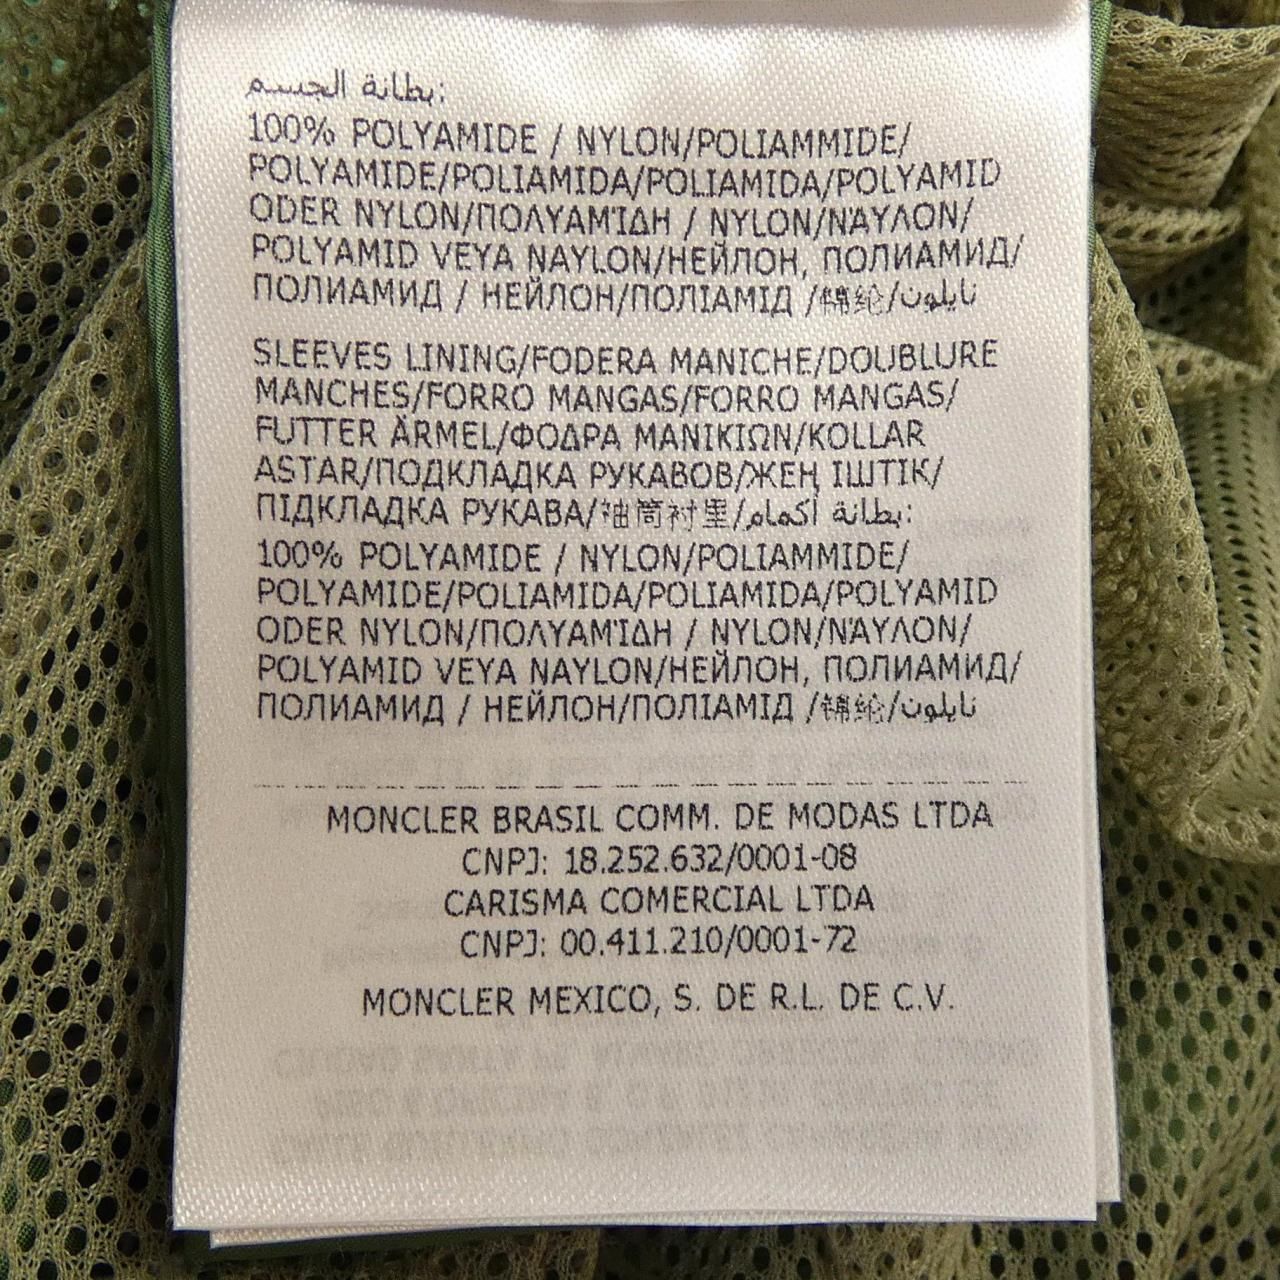 بطانة الجسم:
100% POLYAMIDE / NYLON/POLIAMMIDE/
POLYAMIDE/POLIAMIDA/POLIAMIDA/POLYAMID
ODER NYLON/ΠΟΛΥΑΜΊΔΗ / NYLON/ΝΆΥΛΟΝ/
POLYAMID VEYA NAYLON/НЕЙЛОН, ПОЛИАМИД/
ПОЛИАМИД / НЕЙЛОН/ПОЛІАМІД /锦纶/نايلون
SLEEVES LINING/FODERA MANICHE/DOUBLURE
MANCHES/FORRO MANGAS/FORRO MANGAS/
FUTTER ÄRMEL/ΦΟΔΡΑ ΜΑΝΙΚΙΩΝ/KOLLAR
ASTAR/ПОДКЛАДКА РУКАВОВ/ЖЕҢ ІШТІК/
ПІДКЛАДКА РУКАВА/袖筒衬里/بطانة أكمام:
100% POLYAMIDE / NYLON/POLIAMMIDE/
POLYAMIDE/POLIAMIDA/POLIAMIDA/POLYAMID
ODER NYLON/ΠΟΛΥΑΜΊΔΗ / NYLON/ΝΆΥΛΟΝ/
POLYAMID VEYA NAYLON/НЕЙЛОН, ПОЛИАМИД/
ПОЛИАМИД / НЕЙЛОН/ПОЛІАМІД /锦纶/نايلون
MONCLER BRASIL COMM. DE MODAS LTDA
CNPJ: 18.252.632/0001-08
CARISMA COMERCIAL LTDA
CNPJ: 00.411.210/0001-72
MONCLER MEXICO, S. DE R.L. DE C.V.